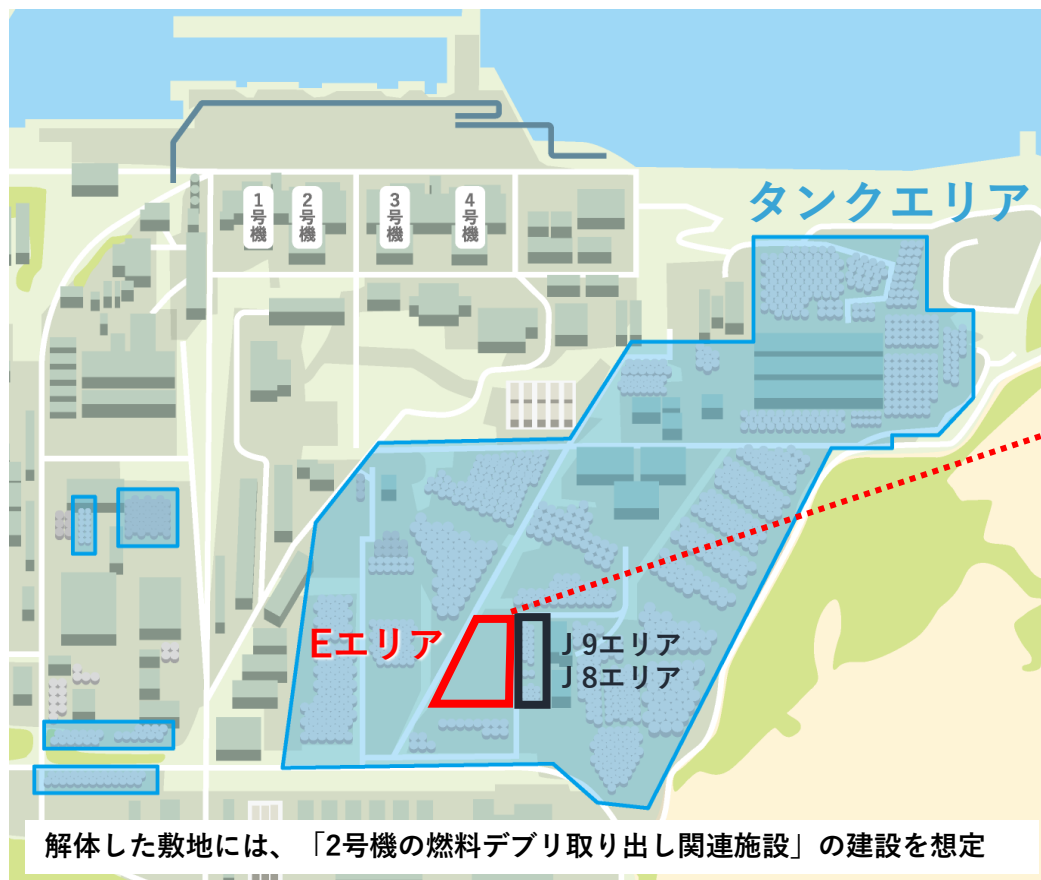 1号機
2号機
3号機
4号機
タンクエリア
Eエリア
J9エリア
J8エリア
解体した敷地には、「2号機の燃料デブリ取り出し関連施設」の建設を想定